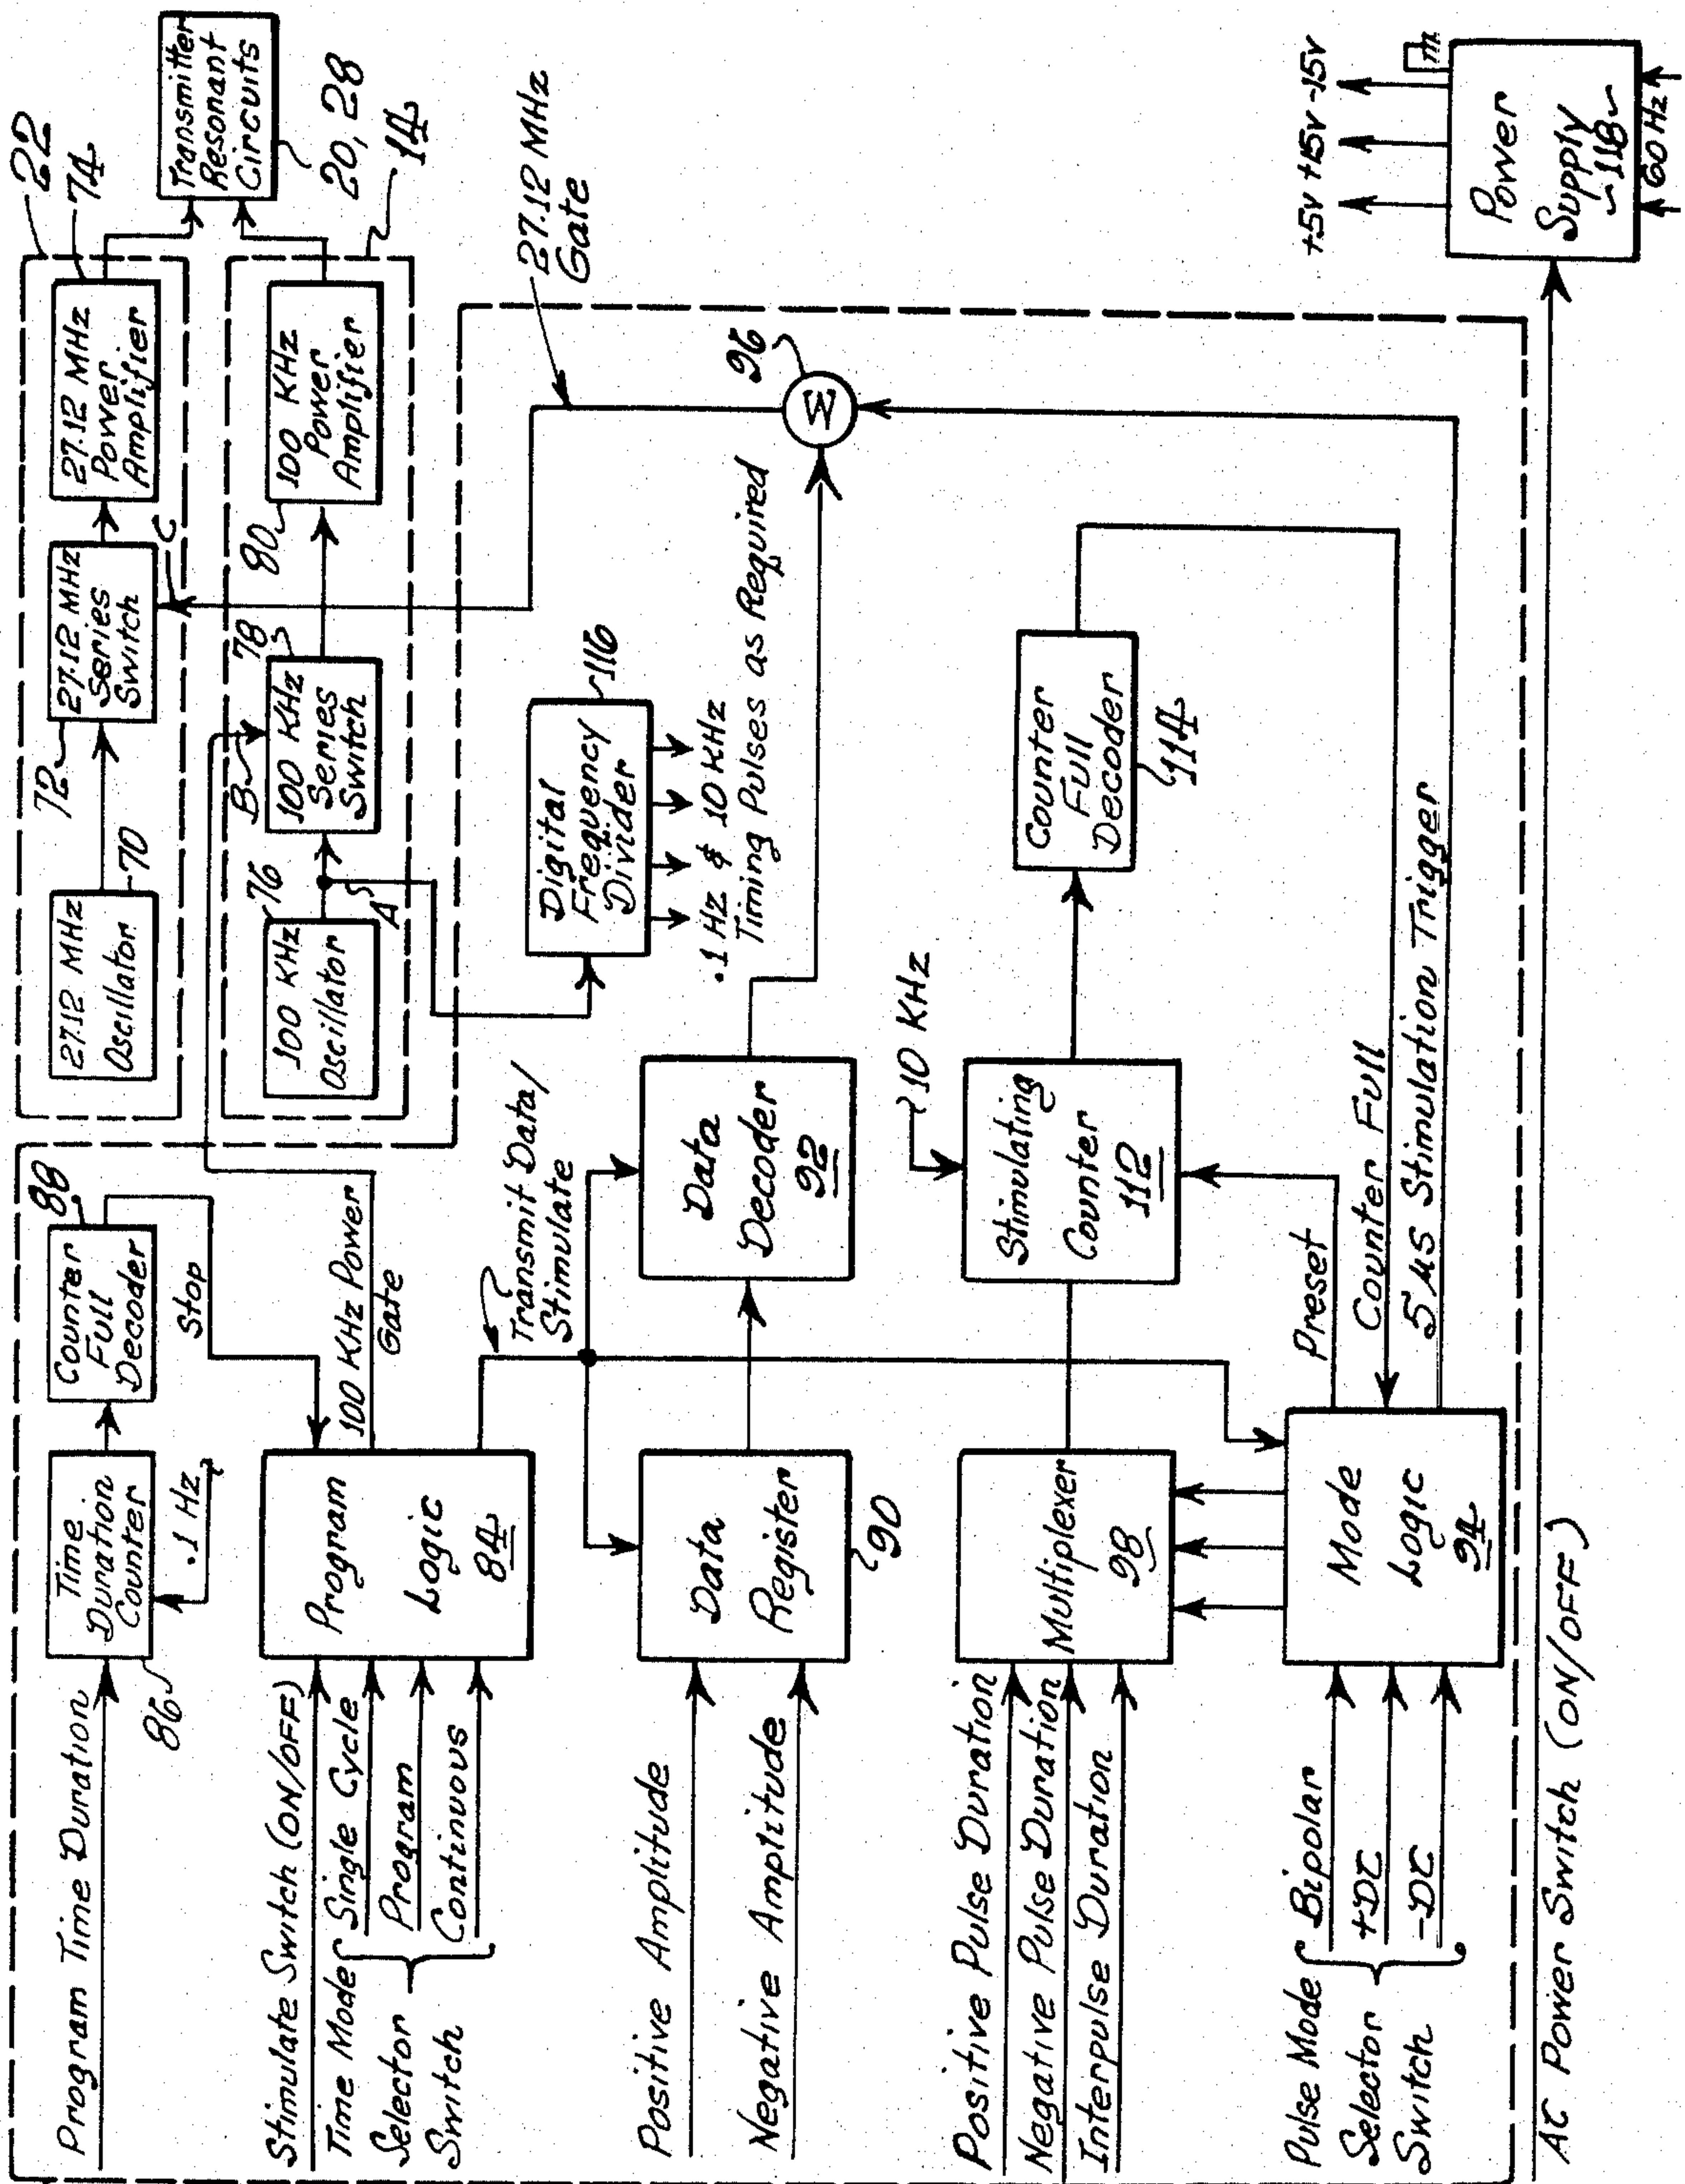 Program Time Duration
Time
Duration
Counter
86
.1 Hz
Counter
Full
Decoder
88
Stop
Stimulate Switch (ON/OFF)
Time Mode
Selector
Switch
Single Cycle
Program
Continuous
Program
Logic
84
100 KHz Power
Gate
Transmit Data/
Stimulate
Positive Amplitude
Negative Amplitude
Data
Register
90
Data
Decoder
92
Positive Pulse Duration
Negative Pulse Duration
Interpulse Duration
Multiplexer
98
Stimulating
Counter
112
10 KHz
Counter
Full
Decoder
114
Pulse Mode
Selector
Switch
Bipolar
+DC
-DC
Mode
Logic
94
Preset
Counter Full
5 µs Stimulation Trigger
AC Power Switch (ON/OFF)
27.12 MHz
Oscillator
70
72
27.12 MHz
Series
Switch
C
27.12 MHz
Power
Amplifier
22
74
Transmitter
Resonant
Circuits
20, 28
14
100 KHz
Oscillator
76
A
B
100 KHz
Series
Switch
78
100 KHz
Power
Amplifier
80
Digital
Frequency
Divider
116
.1 Hz & 10 KHz
Timing Pulses as Required
27.12 MHz
Gate
W
96
+5v +15v -15v
Power
Supply
~118~
60 Hz